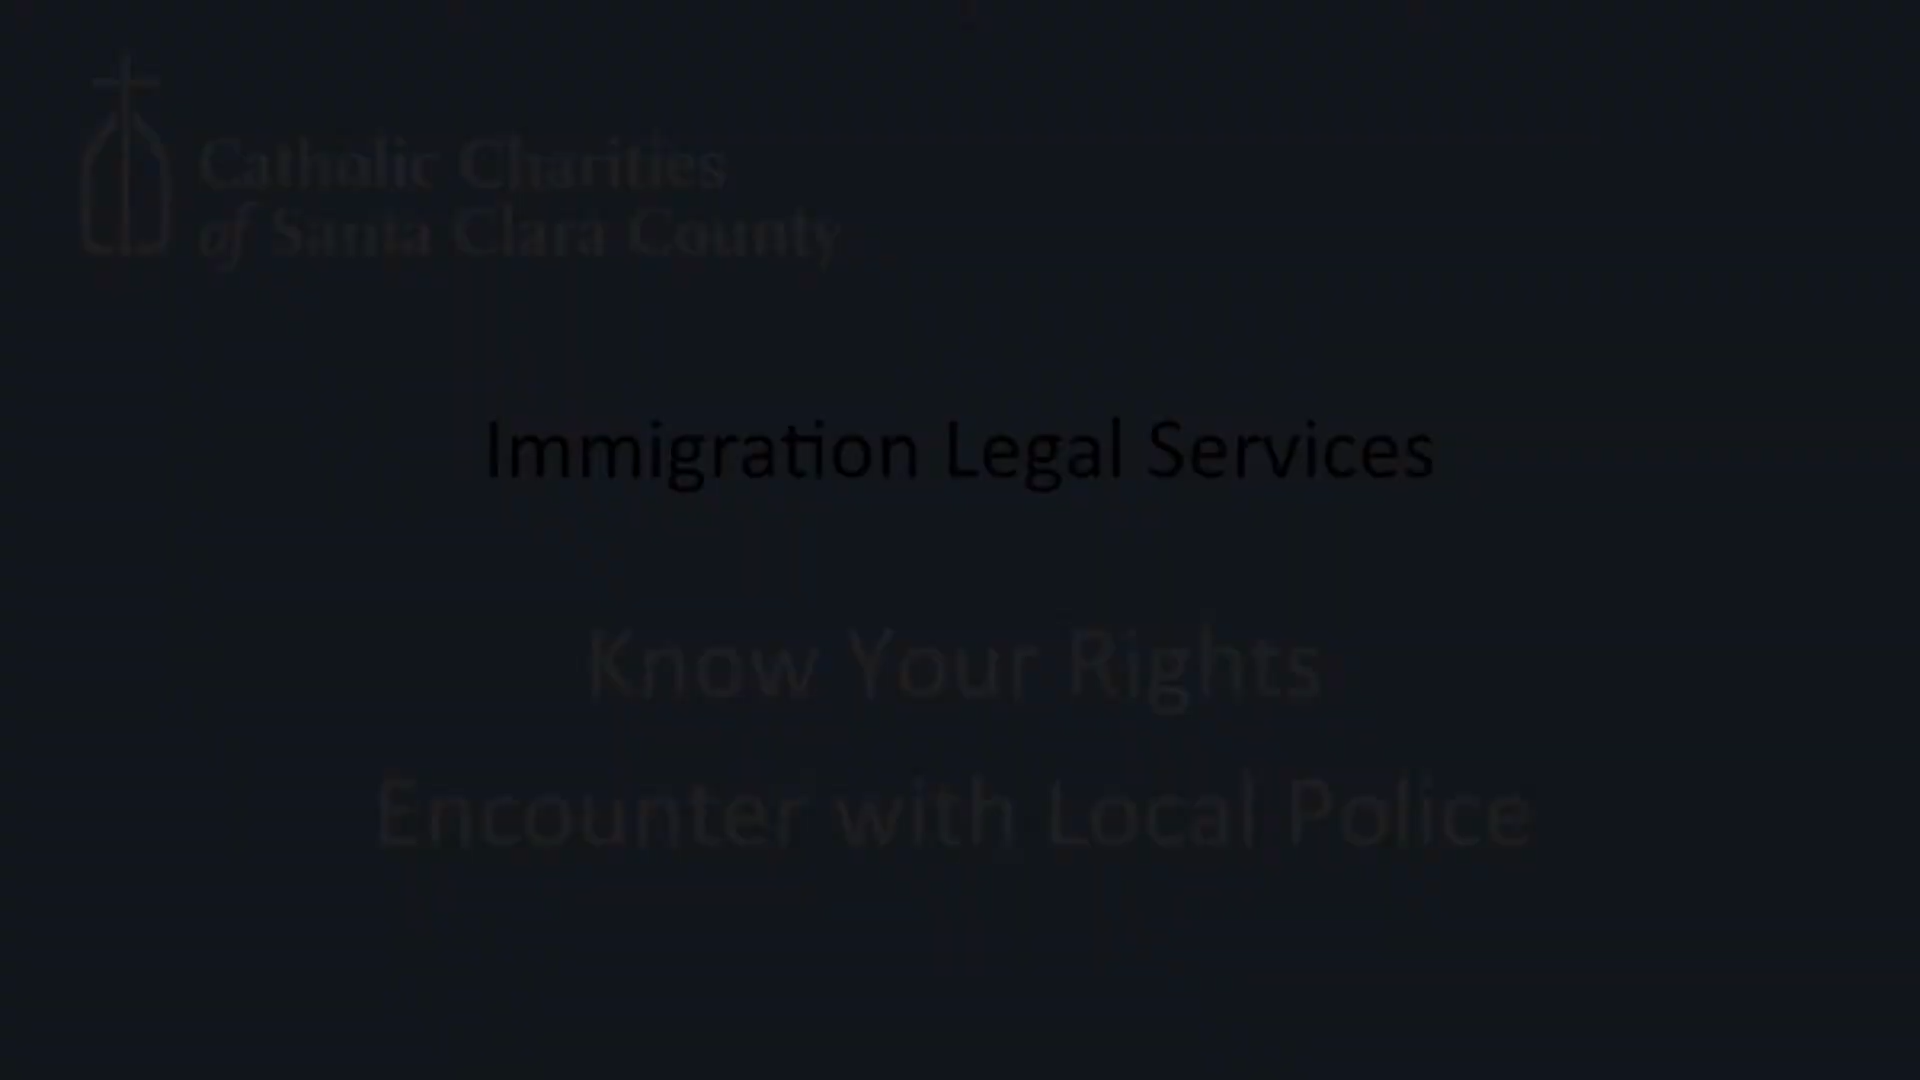 Catholic Charities
of Santa Clara County
Immigration Legal Services
Know Your Rights
Encounter with Local Police